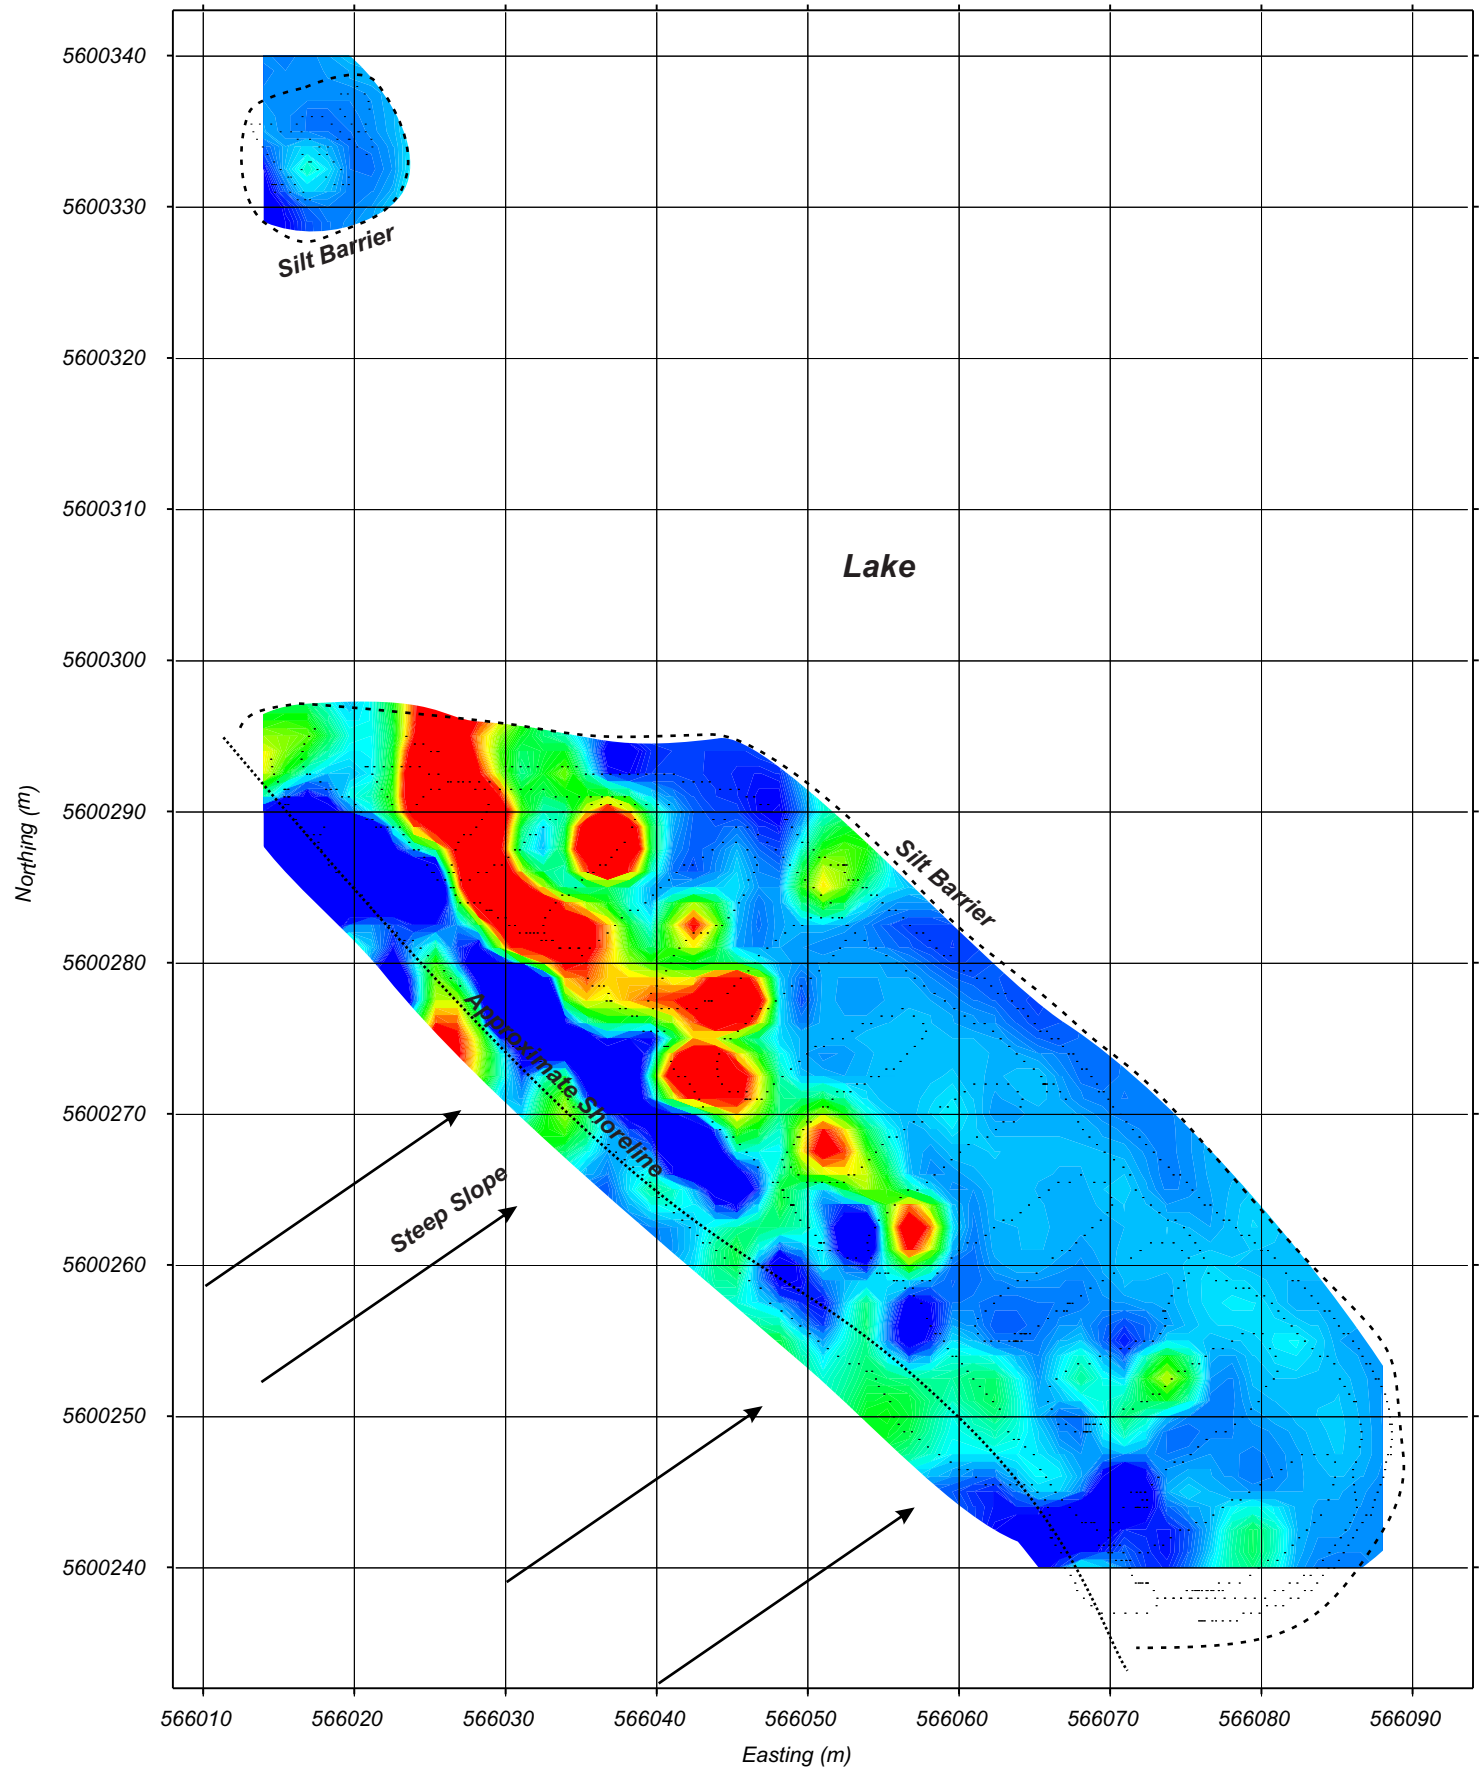 5600340
5600330
Silt Barrier
5600320
5600310
Lake
5600300
5600290
Silt Barrier
Northing (m)
5600280
Approximate Shoreline
5600270
Steep Slope
5600260
5600250
5600240
566010 566020 566030 566040 566050 566060 566070 566080 566090
Easting (m)